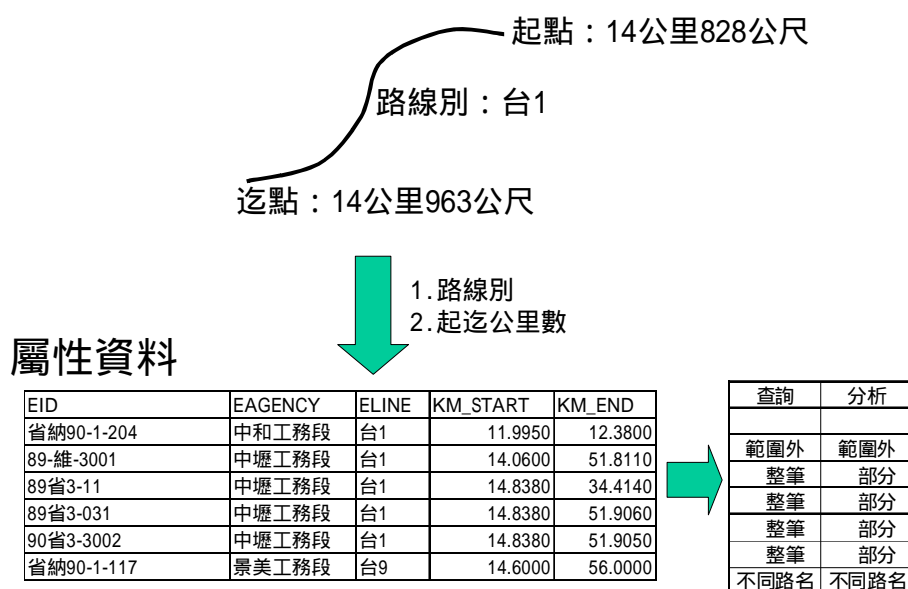 起點：14公里828公尺
路線別：台1
迄點：14公里963公尺
1.路線別
2.起迄公里數
屬性資料
EID EAGENCY ELINE KM_START KM_END
省納90-1-204 中和工務段 台1 11.9950 12.3800
89-維-3001 中壢工務段 台1 14.0600 51.8110
89省3-11 中壢工務段 台1 14.8380 34.4140
89省3-031 中壢工務段 台1 14.8380 51.9060
90省3-3002 中壢工務段 台1 14.8380 51.9050
省納90-1-117 景美工務段 台9 14.6000 56.0000
查詢 分析
範圍外 範圍外
整筆 部分
整筆 部分
整筆 部分
整筆 部分
不同路名 不同路名